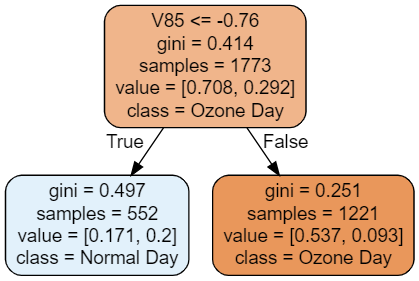 V85 <= -0.76
gini = 0.414
samples = 1773
value = [0.708, 0.292]
class = Ozone Day
True
False
gini = 0.497
samples = 552
value = [0.171, 0.2]
class = Normal Day
gini = 0.251
samples = 1221
value = [0.537, 0.093]
class = Ozone Day